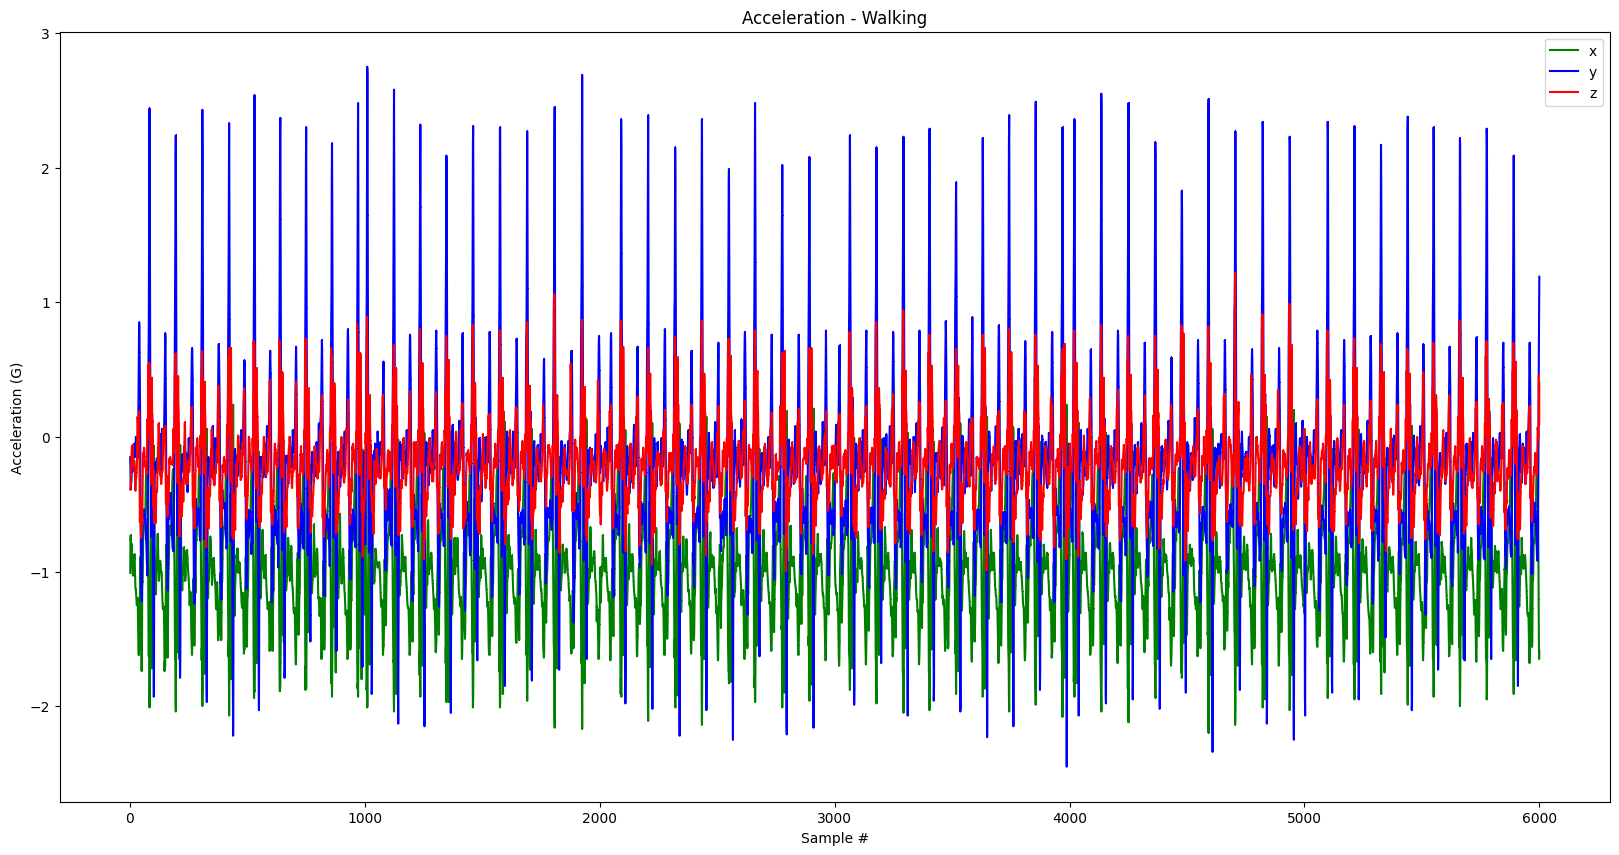 Acceleration - Walking
x
y
z
Acceleration (G)
3
2
1
0
−1
−2
0 1000 2000 3000 4000 5000 6000
Sample #